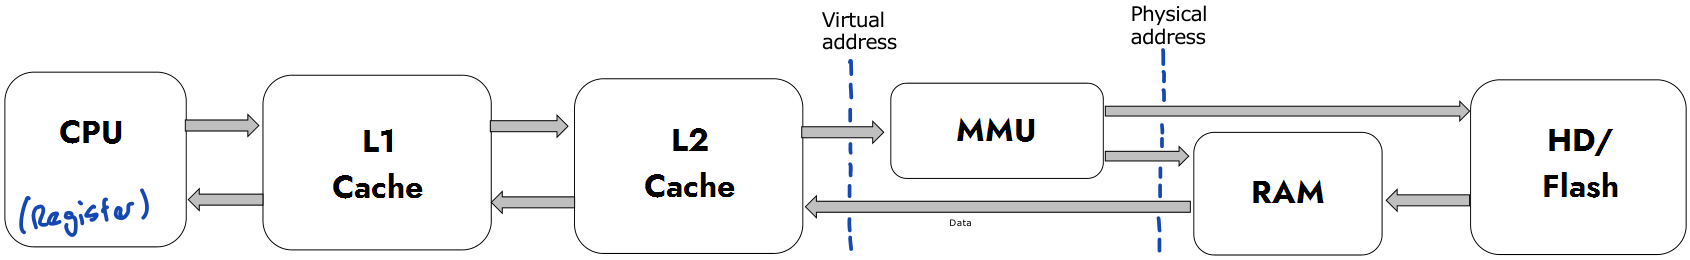 Virtual
address
Physical
address
CPU
(Register)
L1
Cache
L2
Cache
MMU
RAM
HD/
Flash
Data